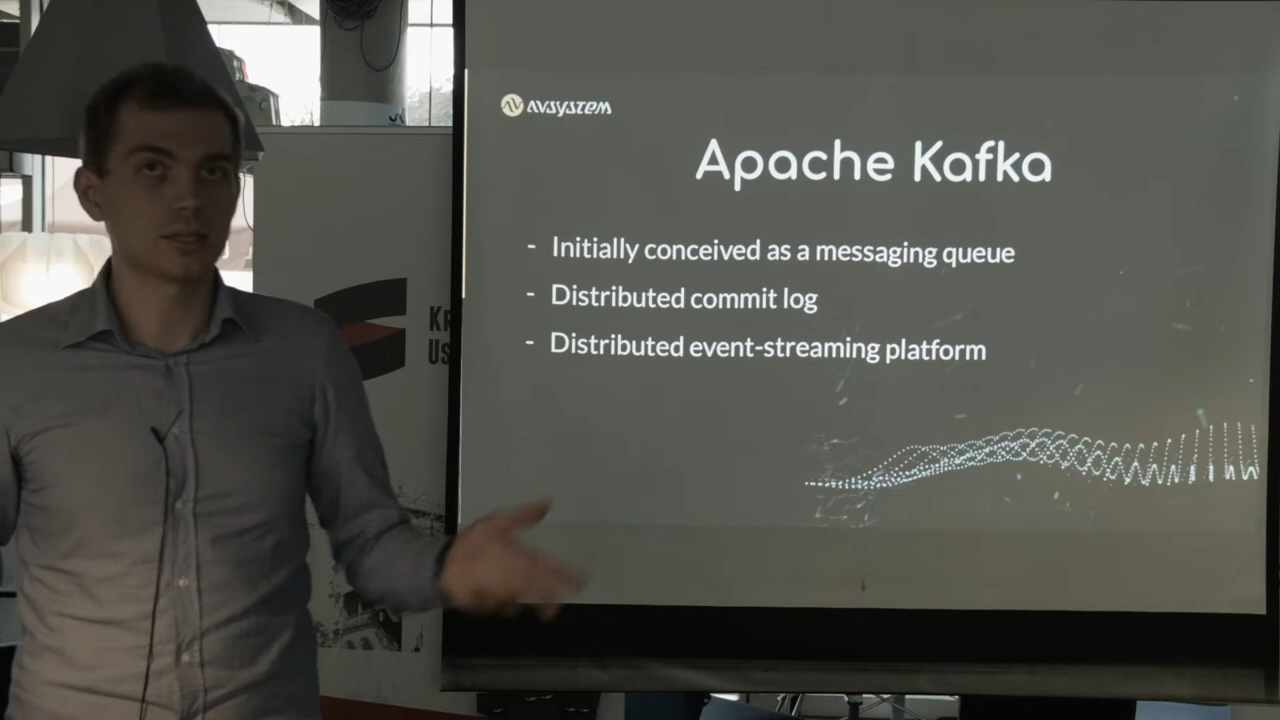 AVSYSTEM
Apache Kafka
- Initially conceived as a messaging queue
- Distributed commit log
- Distributed event-streaming platform